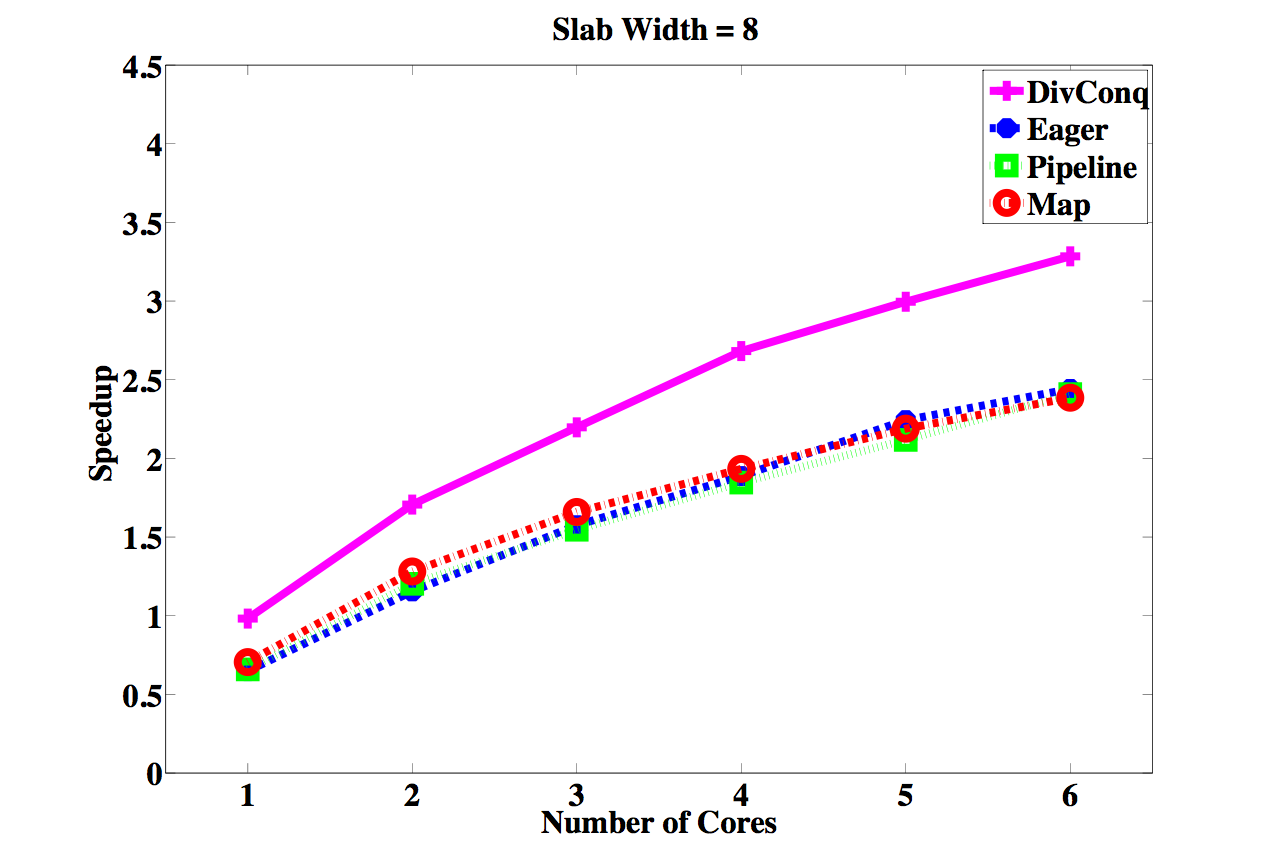 Slab Width = 8
4.5
4
3.5
3
2.5
2
1.5
1
0.5
0
Speedup
DivConq
Eager
Pipeline
Map
1 2 3 4 5 6
Number of Cores